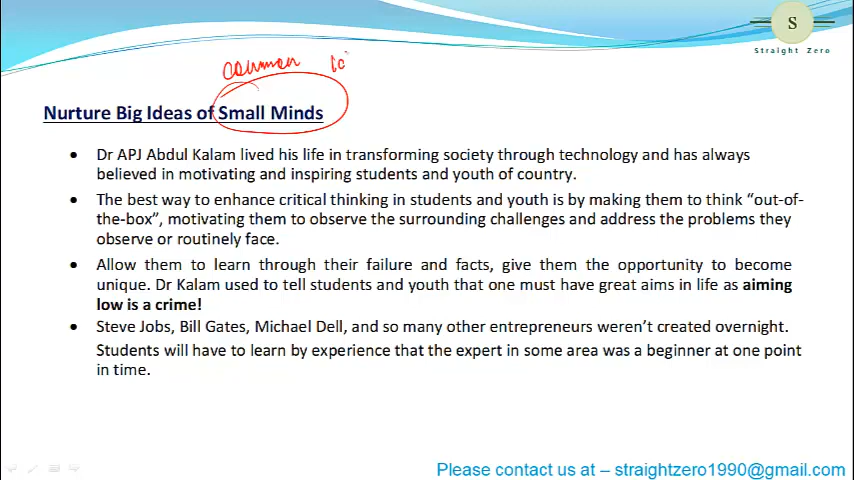 S
Straight Zero
common
Nurture Big Ideas of Small Minds
• Dr APJ Abdul Kalam lived his life in transforming society through technology and has always
believed in motivating and inspiring students and youth of country.
• The best way to enhance critical thinking in students and youth is by making them to think “out-of-
the-box”, motivating them to observe the surrounding challenges and address the problems they
observe or routinely face.
• Allow them to learn through their failure and facts, give them the opportunity to become
unique. Dr Kalam used to tell students and youth that one must have great aims in life as aiming
low is a crime!
• Steve Jobs, Bill Gates, Michael Dell, and so many other entrepreneurs weren’t created overnight.
Students will have to learn by experience that the expert in some area was a beginner at one point
in time.
Please contact us at – straightzero1990@gmail.com